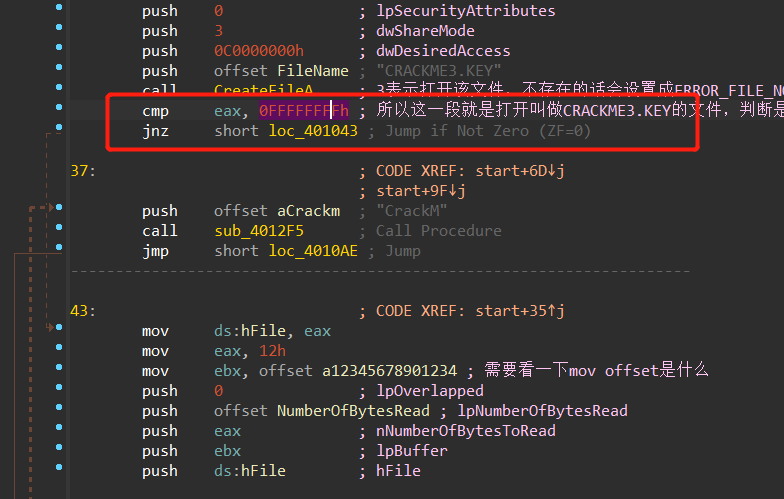 push 0 ; lpSecurityAttributes
push 3 ; dwShareMode
push 0C0000000h ; dwDesiredAccess
push offset FileName ; "CRACKME3.KEY"
call CreateFileA ; 3表示打开该文件，不存在的话会设置成ERROR_FILE_NO
cmp eax, 0FFFFFFFFh ; 所以这一段就是打开叫做CRACKME3.KEY的文件，判断是
jnz short loc_401043 ; Jump if Not Zero (ZF=0)
37: ; CODE XREF: start+6D↓j
; start+9F↓j
push offset aCrackm ; "CrackM"
call sub_4012F5 ; Call Procedure
jmp short loc_4010AE ; Jump
---------------------------------------------------------------------
43: ; CODE XREF: start+35↑j
mov ds:hFile, eax
mov eax, 12h
mov ebx, offset a12345678901234 ; 需要看一下mov offset是什么
push 0 ; lpOverlapped
push offset NumberOfBytesRead ; lpNumberOfBytesRead
push eax ; nNumberOfBytesToRead
push ebx ; lpBuffer
push ds:hFile ; hFile